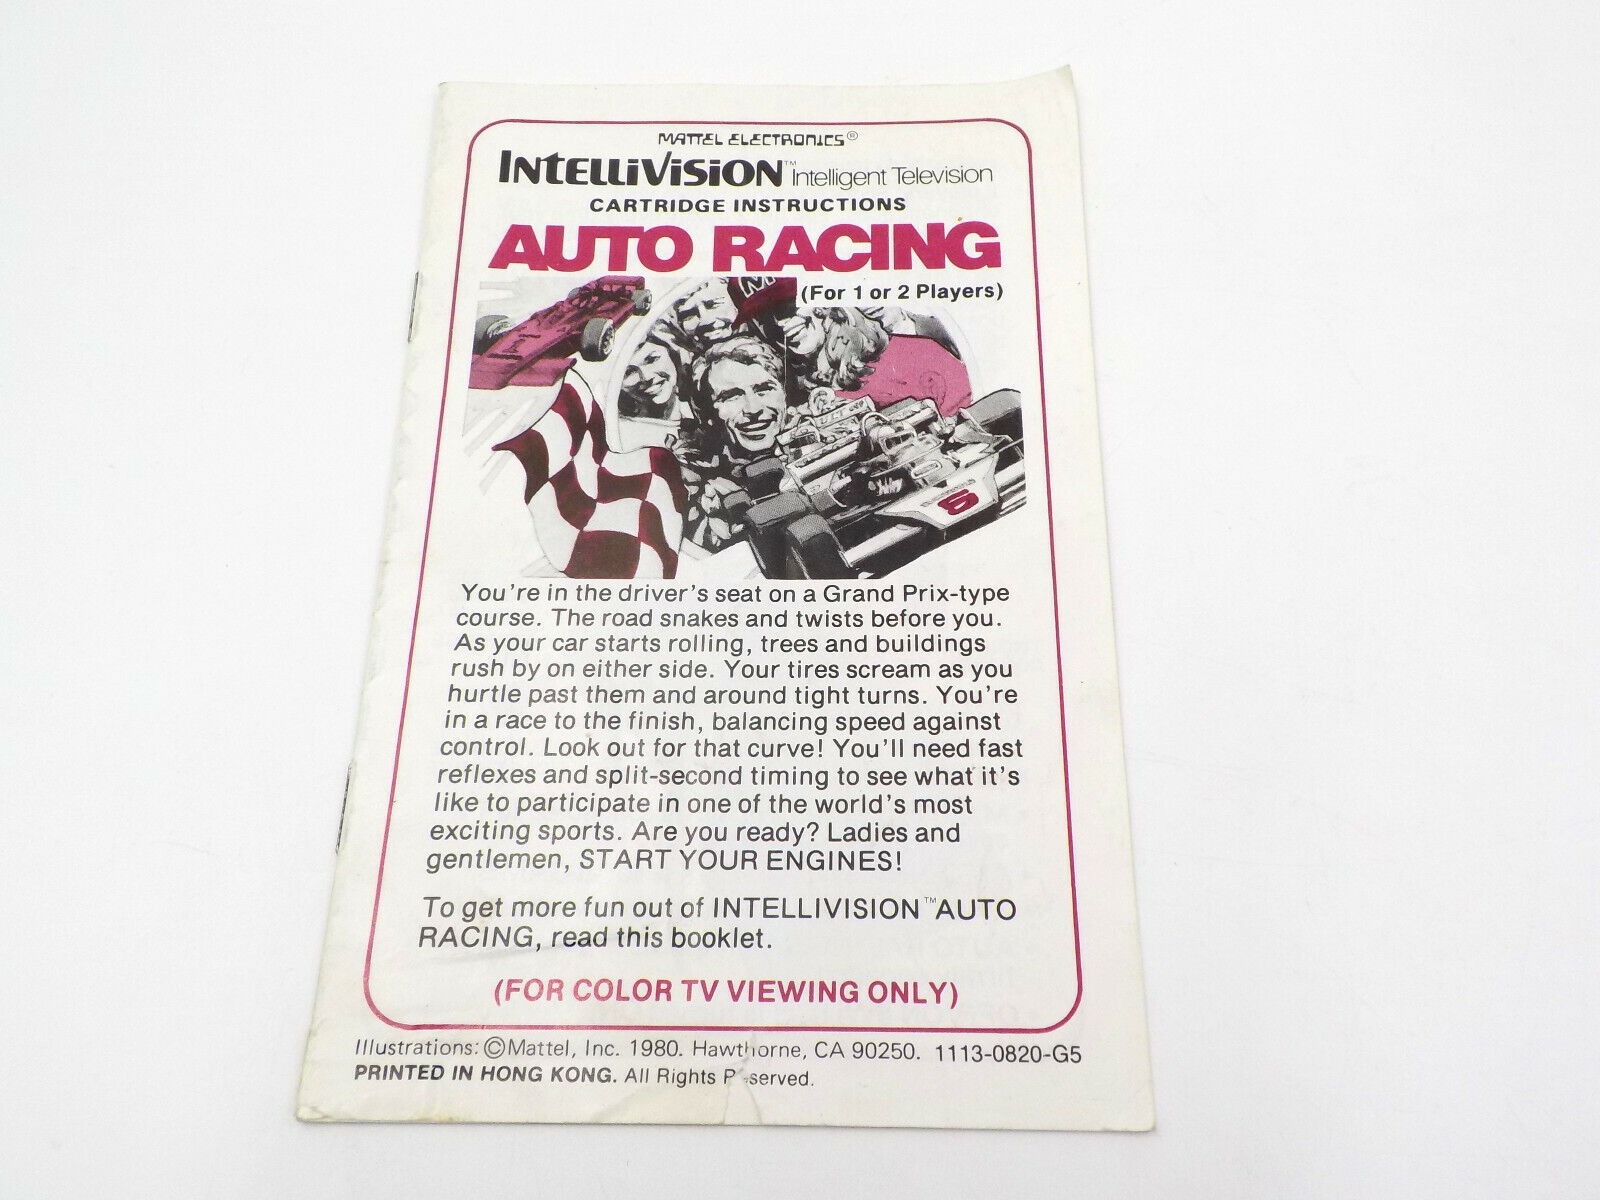 MATTEL ELECTRONICS®
INTELLIVISION™ Intelligent Television
CARTRIDGE INSTRUCTIONS
AUTO RACING
(For 1 or 2 Players)
M
5
You're in the driver's seat on a Grand Prix-type
course. The road snakes and twists before you.
As your car starts rolling, trees and buildings
rush by on either side. Your tires scream as you
hurtle past them and around tight turns. You're
in a race to the finish, balancing speed against
control. Look out for that curve! You'll need fast
reflexes and split-second timing to see what it's
like to participate in one of the world's most
exciting sports. Are you ready? Ladies and
gentlemen, START YOUR ENGINES!
To get more fun out of INTELLIVISION™ AUTO
RACING, read this booklet.
(FOR COLOR TV VIEWING ONLY)
Illustrations: ©Mattel, Inc. 1980. Hawthorne, CA 90250. 1113-0820-G5
PRINTED IN HONG KONG. All Rights Reserved.